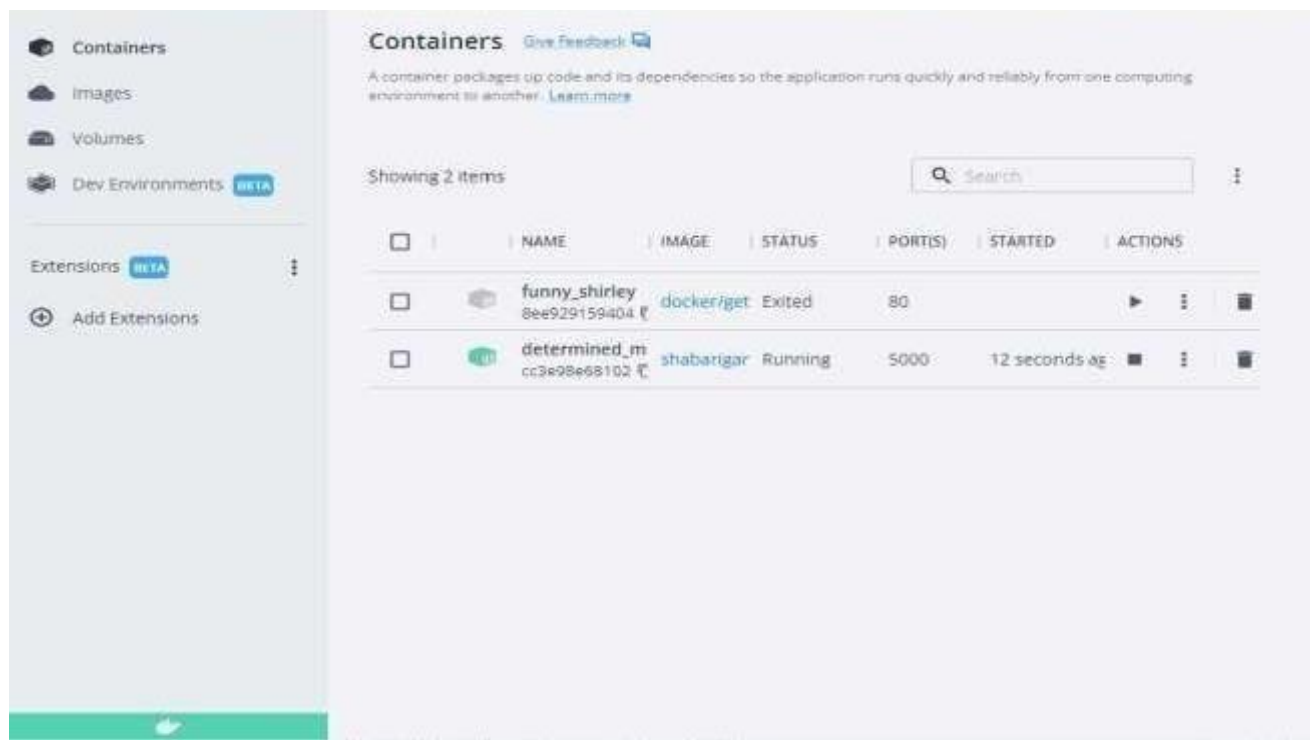 Containers
Images
Volumes
Dev Environments BETA
Extensions BETA
Add Extensions
Containers Give Feedback
A container packages up code and its dependencies so the application runs quickly and reliably from one computing
environment to another. Learn more
Showing 2 items
Search
NAME IMAGE STATUS PORT(S) STARTED ACTIONS
funny_shirley docker/get Exited 80
8ee929159404
determined_m shabarigar Running 5000 12 seconds ag
cc3e98e68102